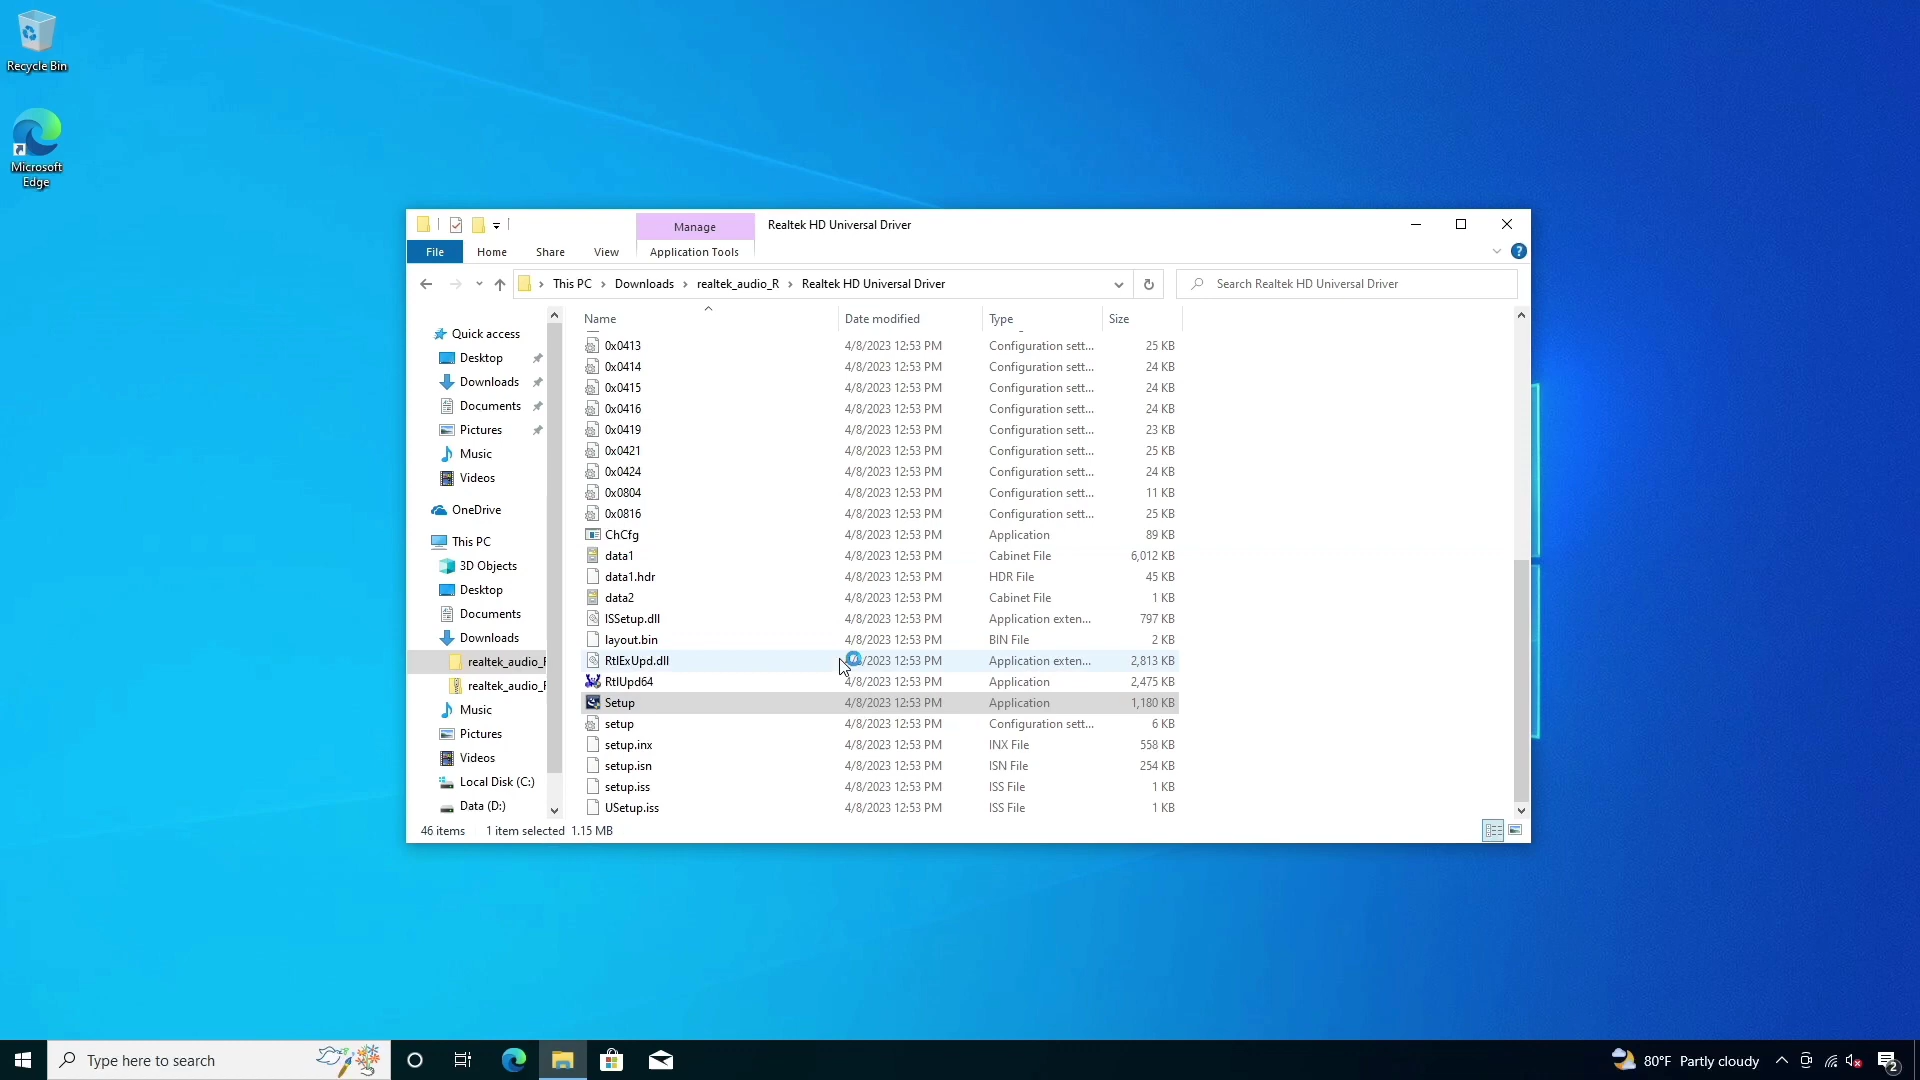 Recycle Bin
Microsoft
Edge
Manage
Realtek HD Universal Driver
File
Home
Share
View
Application Tools
This PC
Downloads
realtek_audio_R
Realtek HD Universal Driver
Search Realtek HD Universal Driver
Quick access
Desktop
Downloads
Documents
Pictures
Music
Videos
OneDrive
This PC
3D Objects
Desktop
Documents
Downloads
realtek_audio_R
realtek_audio_R
Music
Pictures
Videos
Local Disk (C:)
Data (D:)
Name Date modified Type Size
0x0413 4/8/2023 12:53 PM Configuration sett... 25 KB
0x0414 4/8/2023 12:53 PM Configuration sett... 24 KB
0x0415 4/8/2023 12:53 PM Configuration sett... 24 KB
0x0416 4/8/2023 12:53 PM Configuration sett... 24 KB
0x0419 4/8/2023 12:53 PM Configuration sett... 23 KB
0x0421 4/8/2023 12:53 PM Configuration sett... 25 KB
0x0424 4/8/2023 12:53 PM Configuration sett... 24 KB
0x0804 4/8/2023 12:53 PM Configuration sett... 11 KB
0x0816 4/8/2023 12:53 PM Configuration sett... 25 KB
ChCfg 4/8/2023 12:53 PM Application 89 KB
data1 4/8/2023 12:53 PM Cabinet File 6,012 KB
data1.hdr 4/8/2023 12:53 PM HDR File 45 KB
data2 4/8/2023 12:53 PM Cabinet File 1 KB
ISSetup.dll 4/8/2023 12:53 PM Application exten... 797 KB
layout.bin 4/8/2023 12:53 PM BIN File 2 KB
RtlExUpd.dll /2023 12:53 PM Application exten... 2,813 KB
RtlUpd64 4/8/2023 12:53 PM Application 2,475 KB
Setup 4/8/2023 12:53 PM Application 1,180 KB
setup 4/8/2023 12:53 PM Configuration sett... 6 KB
setup.inx 4/8/2023 12:53 PM INX File 558 KB
setup.isn 4/8/2023 12:53 PM ISN File 254 KB
setup.iss 4/8/2023 12:53 PM ISS File 1 KB
USetup.iss 4/8/2023 12:53 PM ISS File 1 KB
46 items 1 item selected 1.15 MB
Type here to search
80°F Partly cloudy
2